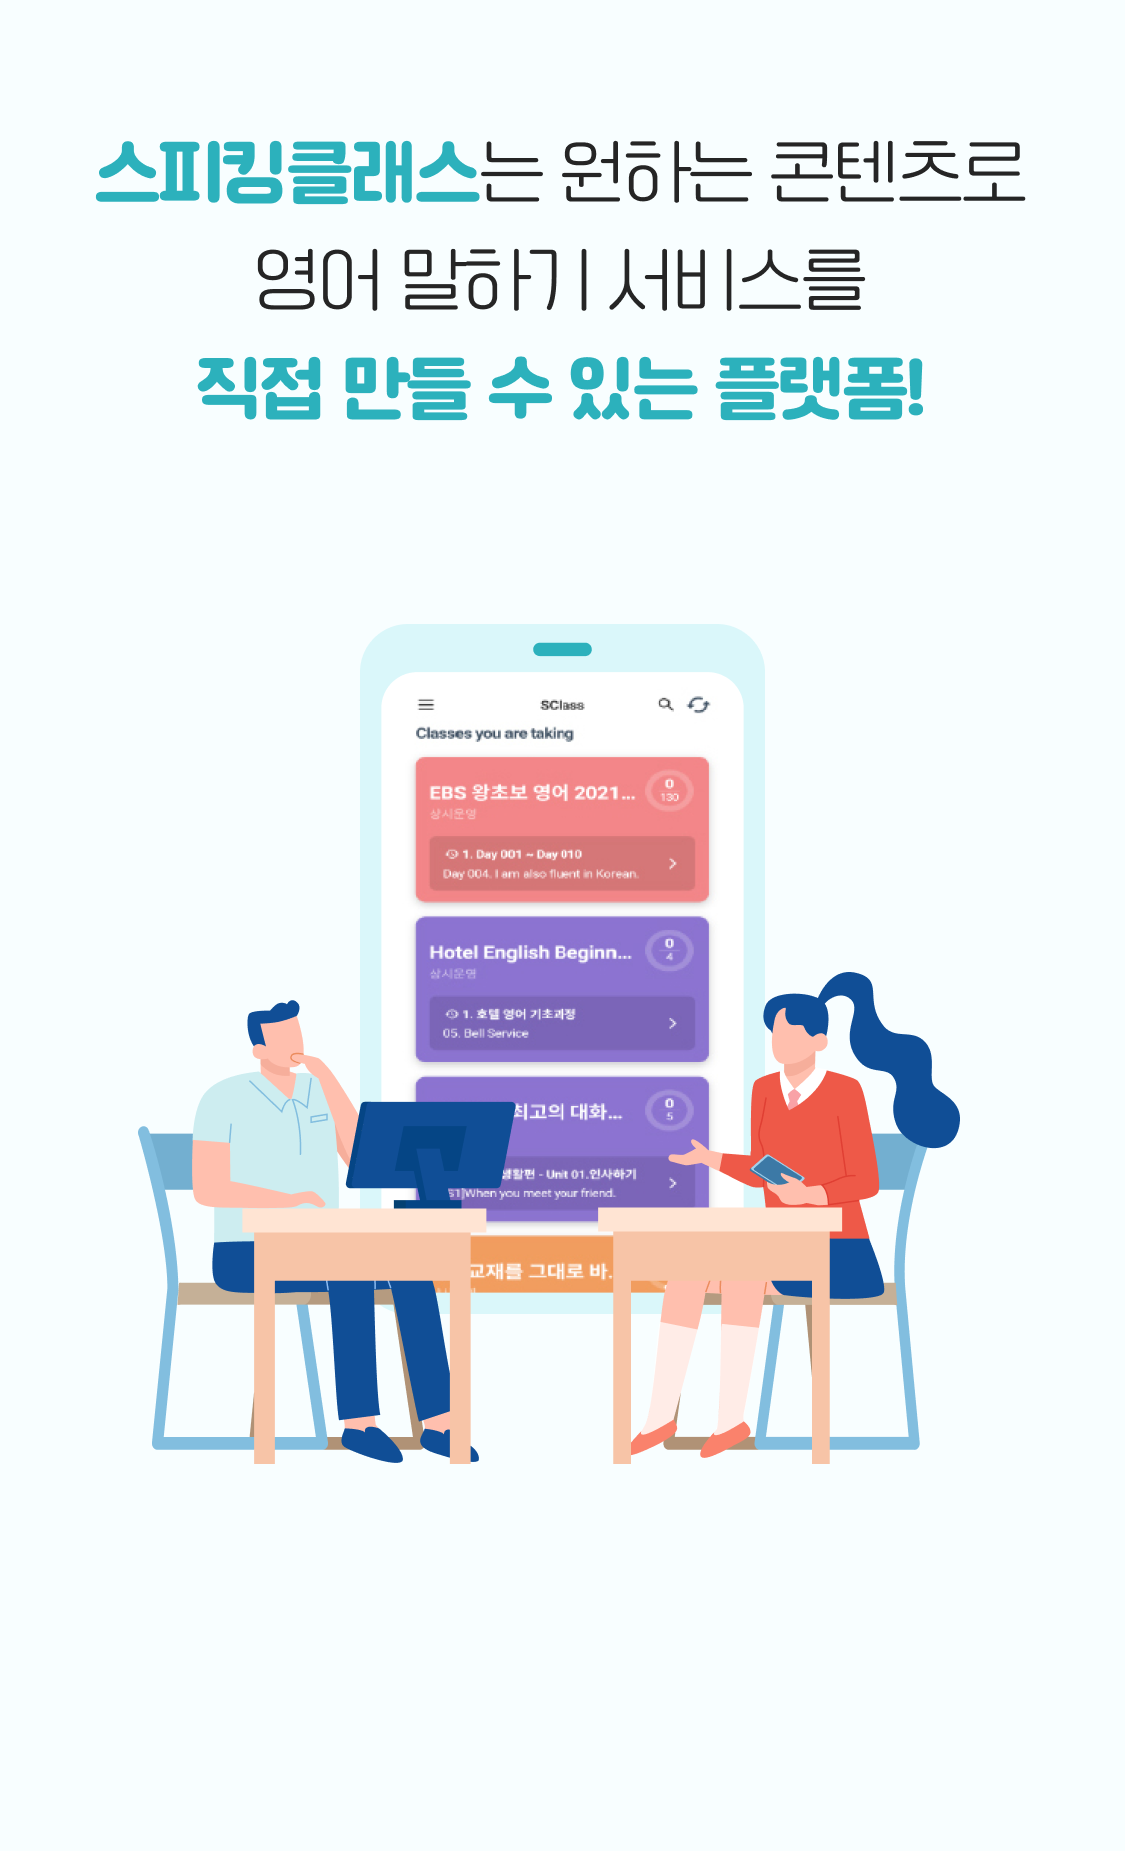 스피킹클래스는 원하는 콘텐츠로
영어 말하기 서비스를
직접 만들 수 있는 플랫폼!
SClass
Classes you are taking
EBS 왕초보 영어 2021...
0
130
상시운영
1. Day 001 ~ Day 010
Day 004. I am also fluent in Korean.
Hotel English Beginn...
0
4
상시운영
1. 호텔 영어 기초과정
05. Bell Service
최고의 대화...
0
5
생활편 - Unit 01.인사하기
S1]When you meet your friend.
교재를 그대로 바.